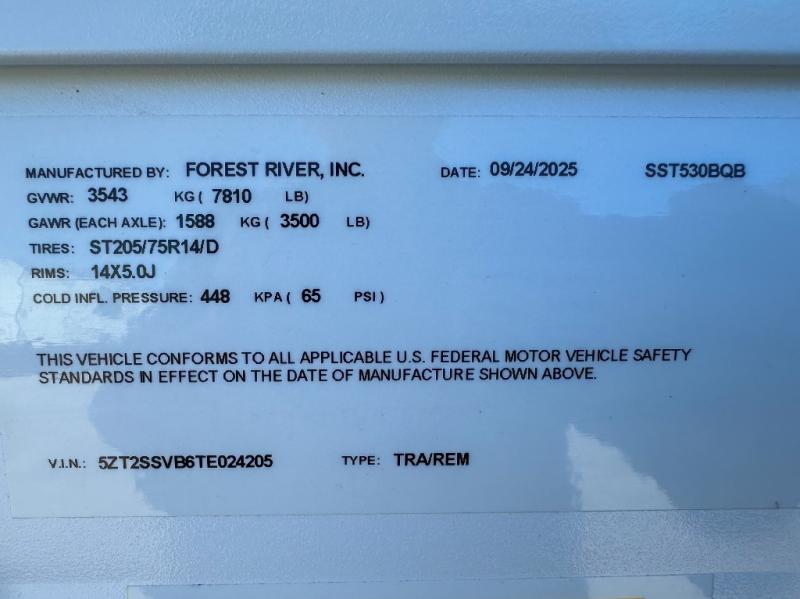 MANUFACTURED BY: FOREST RIVER, INC. DATE: 09/24/2025 SST530BQB
GVWR: 3543 KG ( 7810 LB)
GAWR (EACH AXLE): 1588 KG ( 3500 LB)
TIRES: ST205/75R14/D
RIMS: 14X5.0J
COLD INFL. PRESSURE: 448 KPA ( 65 PSI )
THIS VEHICLE CONFORMS TO ALL APPLICABLE U.S. FEDERAL MOTOR VEHICLE SAFETY
STANDARDS IN EFFECT ON THE DATE OF MANUFACTURE SHOWN ABOVE.
V.I.N.: 5ZT2SSVB6TE024205 TYPE: TRA/REM